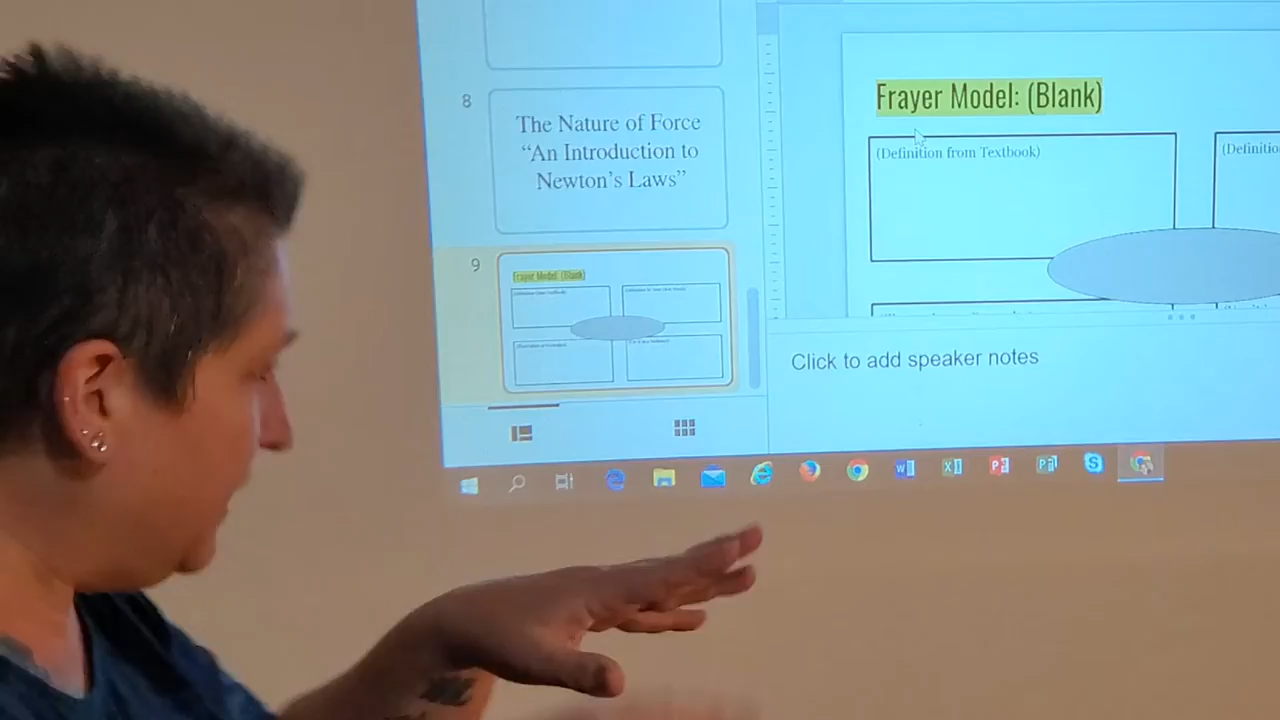 8
The Nature of Force
“An Introduction to
Newton’s Laws”
9
Frayer Model: (Blank)
Frayer Model: (Blank)
(Definition from Textbook)
(Definitio
Click to add speaker notes